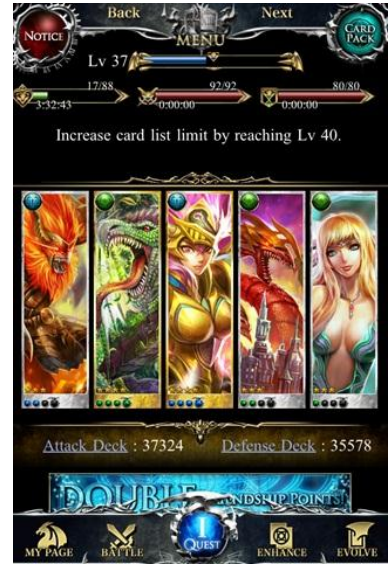 Back Next
NOTICE
MENU
CARD PACK
Lv 37
17/88 92/92 80/80
3:32:43 0:00:00 0:00:00
Increase card list limit by reaching Lv 40.
Attack Deck : 37324 Defense Deck : 35578
DOUBLE POINTS!
MY PAGE BATTLE QUEST ENHANCE EVOLVE